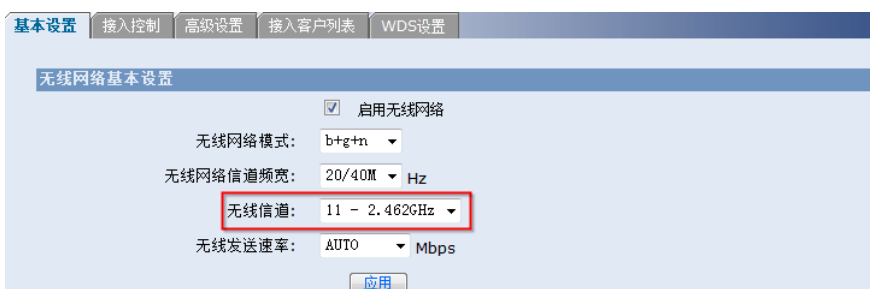 基本设置 接入控制 高级设置 接入客户列表 WDS设置
无线网络基本设置
启用无线网络
无线网络模式: b+g+n
无线网络信道频宽: 20/40M Hz
无线信道: 11 - 2.462GHz
无线发送速率: AUTO Mbps
应用